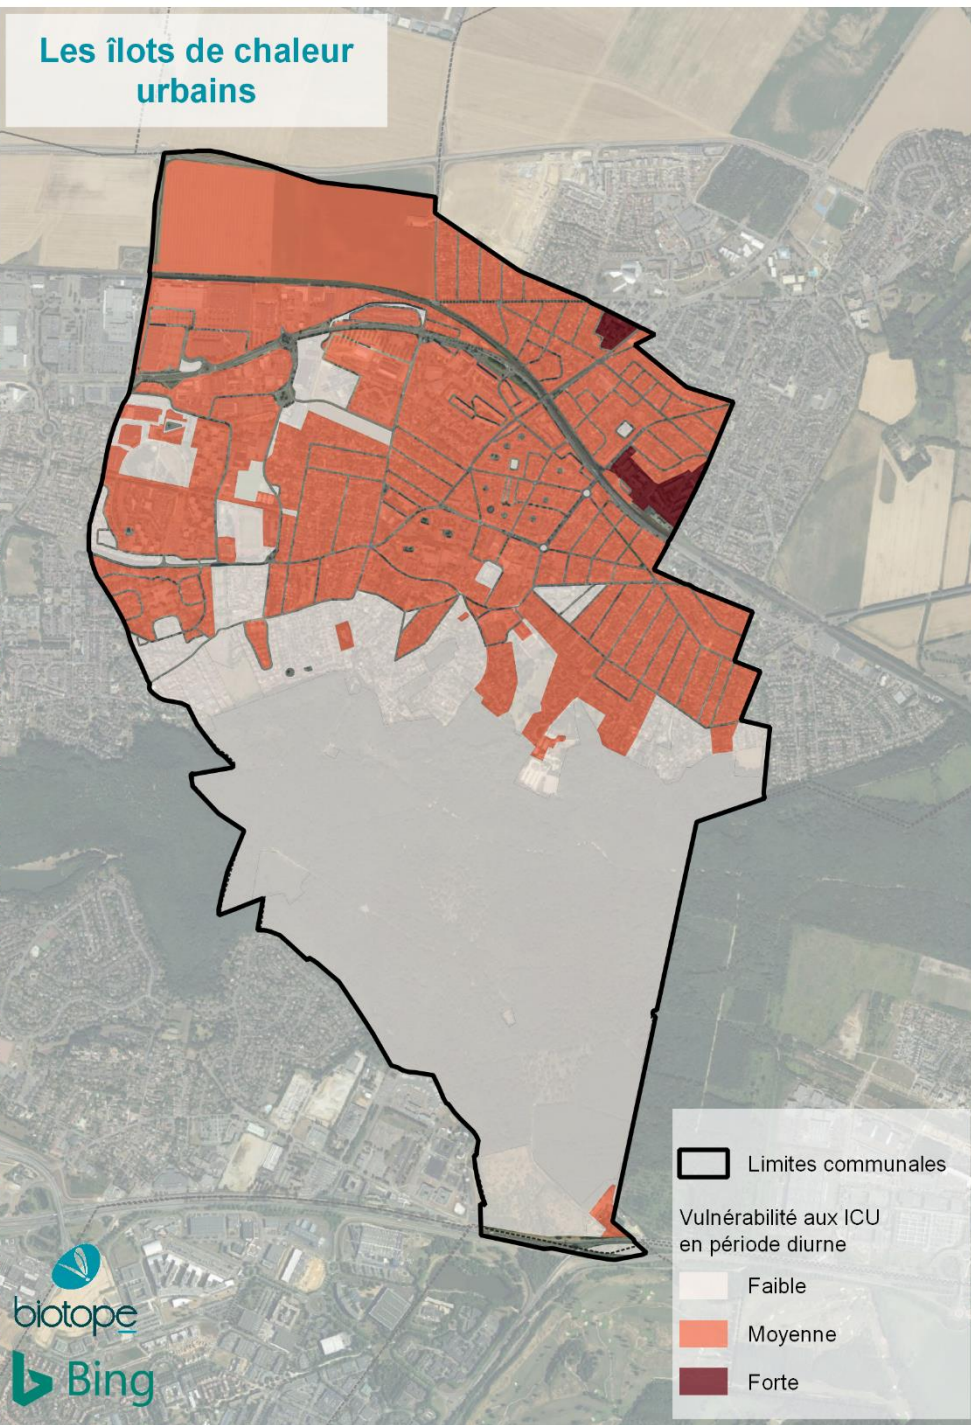 Les îlots de chaleur
urbains
Limites communales
Vulnérabilité aux ICU
en période diurne
Faible
Moyenne
Forte
biotope
Bing